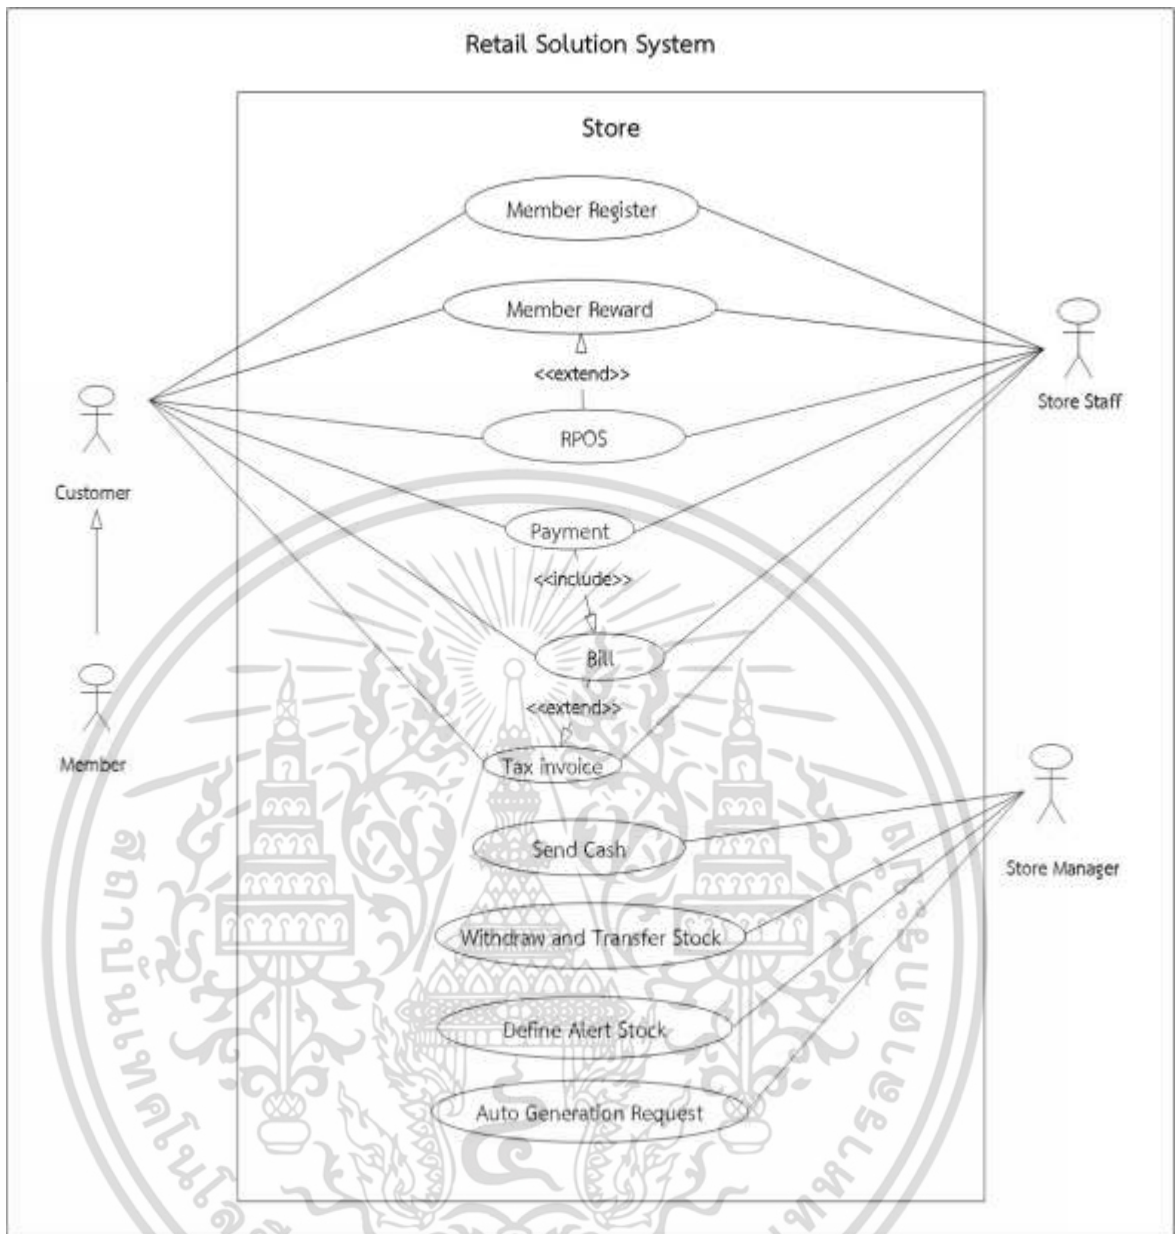 Retail Solution System
Store
Member Register
Member Reward
<<extend>>
Store Staff
RPOS
Customer
Payment
<<include>>
Bill
<<extend>>
Member
Tax invoice
Send Cash
Store Manager
Withdraw and Transfer Stock
Define Alert Stock
Auto Generation Request